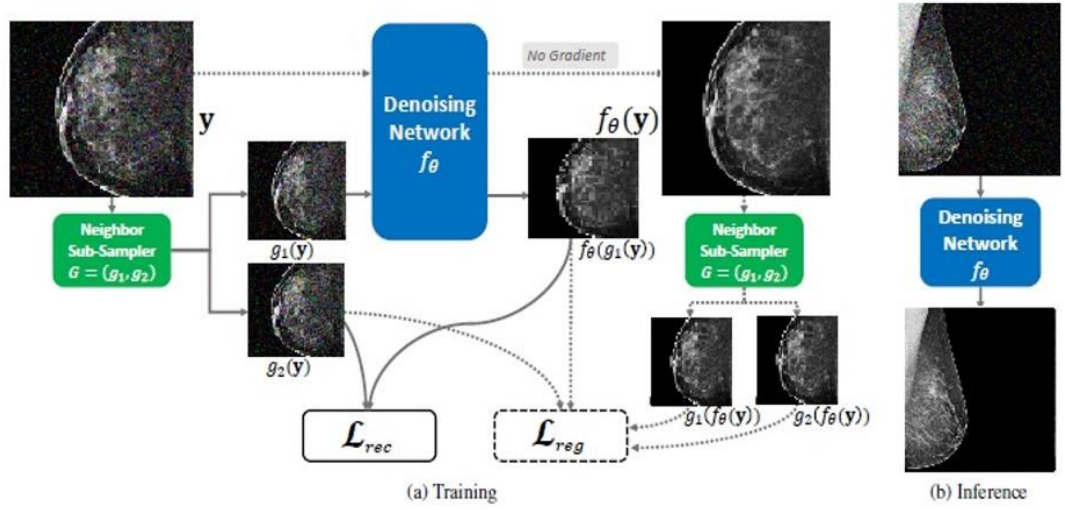 y
Neighbor
Sub-Sampler
G = (g₁, g₂)
g₁(y)
g₂(y)
Denoising
Network
fθ
No Gradient
fθ(y)
fθ(g₁(y))
Neighbor
Sub-Sampler
G = (g₁, g₂)
g₁(fθ(y))
g₂(fθ(y))
ℒrec
ℒreg
(a) Training
Denoising
Network
fθ
(b) Inference